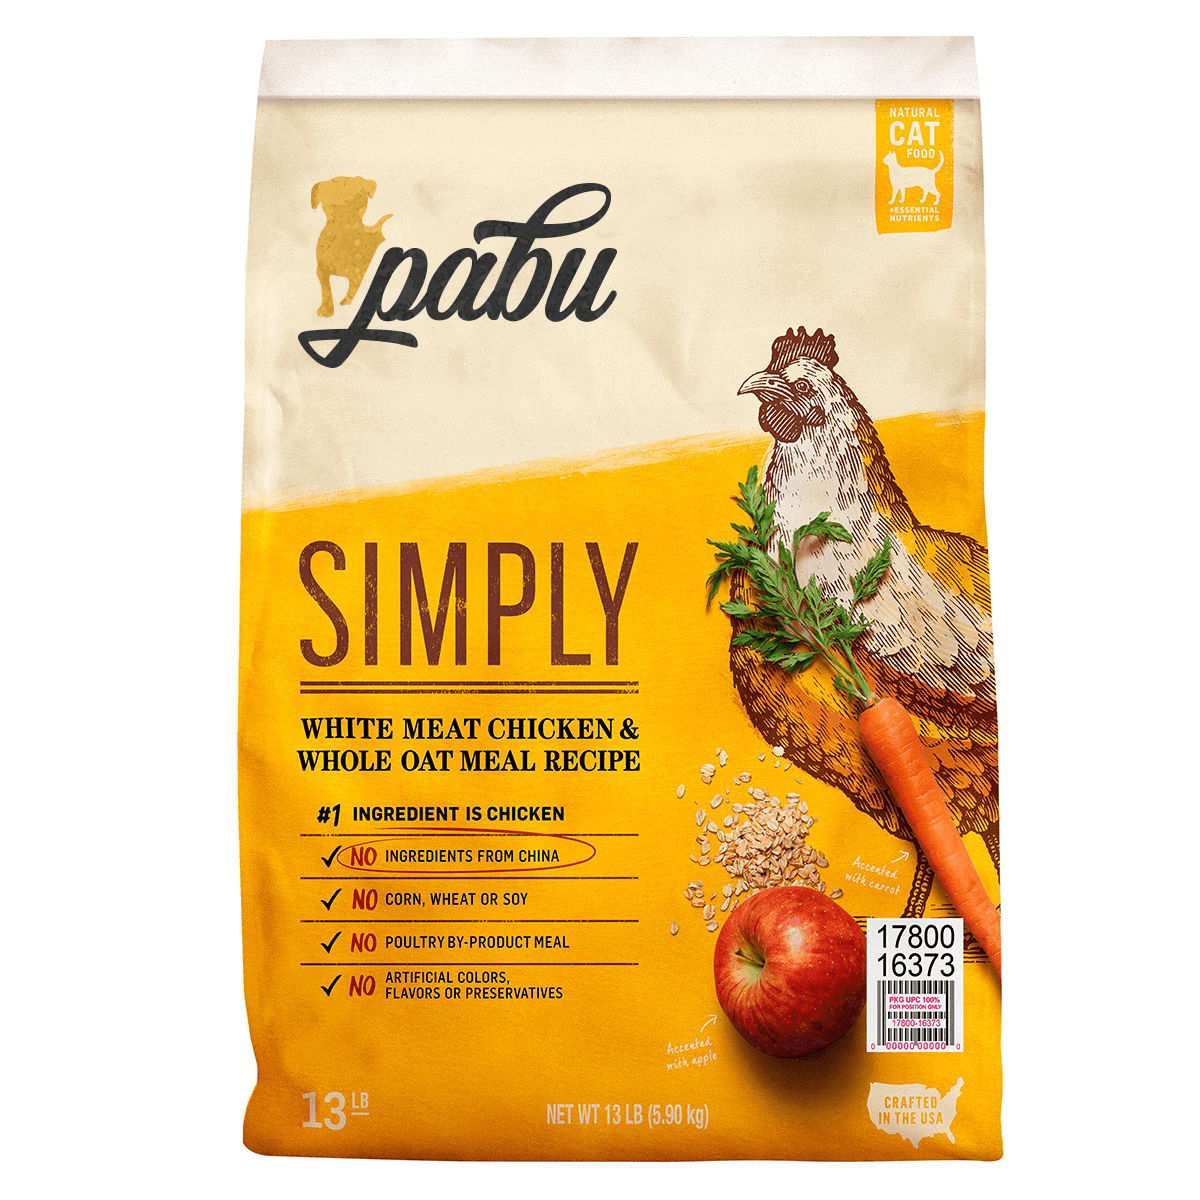 NATURAL
CAT
FOOD
+ESSENTIAL
NUTRIENTS
pabu
SIMPLY
WHITE MEAT CHICKEN &
WHOLE OAT MEAL RECIPE
#1 INGREDIENT IS CHICKEN
✓ NO INGREDIENTS FROM CHINA
✓ NO CORN, WHEAT OR SOY
✓ NO POULTRY BY-PRODUCT MEAL
✓ NO ARTIFICIAL COLORS,
FLAVORS OR PRESERVATIVES
Accented
with carrot
17800
16373
PKG UPC 100%
FOR POSITION ONLY
17800-16373
0 00000 00000 0
Accented
with apple
13 LB
NET WT 13 LB (5.90 kg)
CRAFTED
IN THE USA